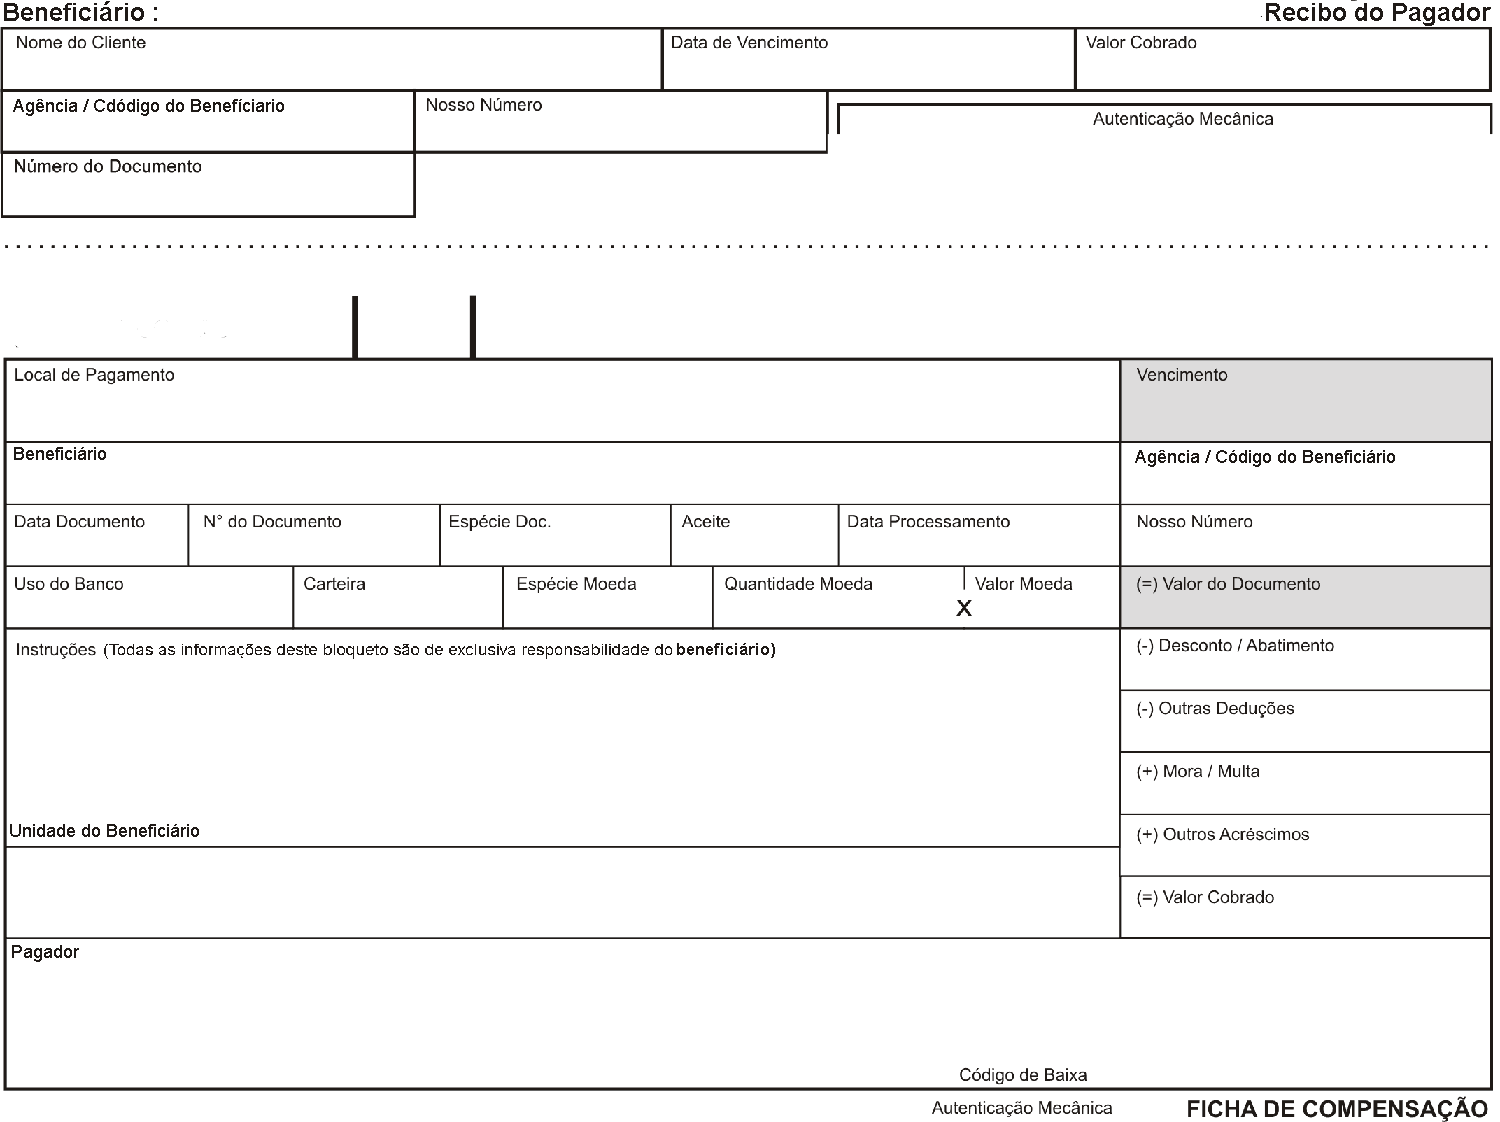 Beneficiário : Recibo do Pagador
Nome do Cliente Data de Vencimento Valor Cobrado
Agência / Cdódigo do Benefíciario Nosso Número Autenticação Mecânica
Número do Documento
Local de Pagamento Vencimento
Beneficiário Agência / Código do Beneficiário
Data Documento N° do Documento Espécie Doc. Aceite Data Processamento Nosso Número
Uso do Banco Carteira Espécie Moeda Quantidade Moeda Valor Moeda (=) Valor do Documento
X
Instruções (Todas as informações deste bloqueto são de exclusiva responsabilidade do beneficiário) (-) Desconto / Abatimento
(-) Outras Deduções
(+) Mora / Multa
Unidade do Beneficiário (+) Outros Acréscimos
(=) Valor Cobrado
Pagador
Código de Baixa
Autenticação Mecânica FICHA DE COMPENSAÇÃO